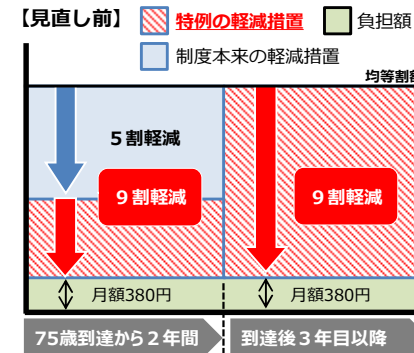 【見直し前】 特例の軽減措置 負担額
制度本来の軽減措置
均等割額
5割軽減
9割軽減 9割軽減
月額380円 月額380円
75歳到達から2年間 到達後3年目以降